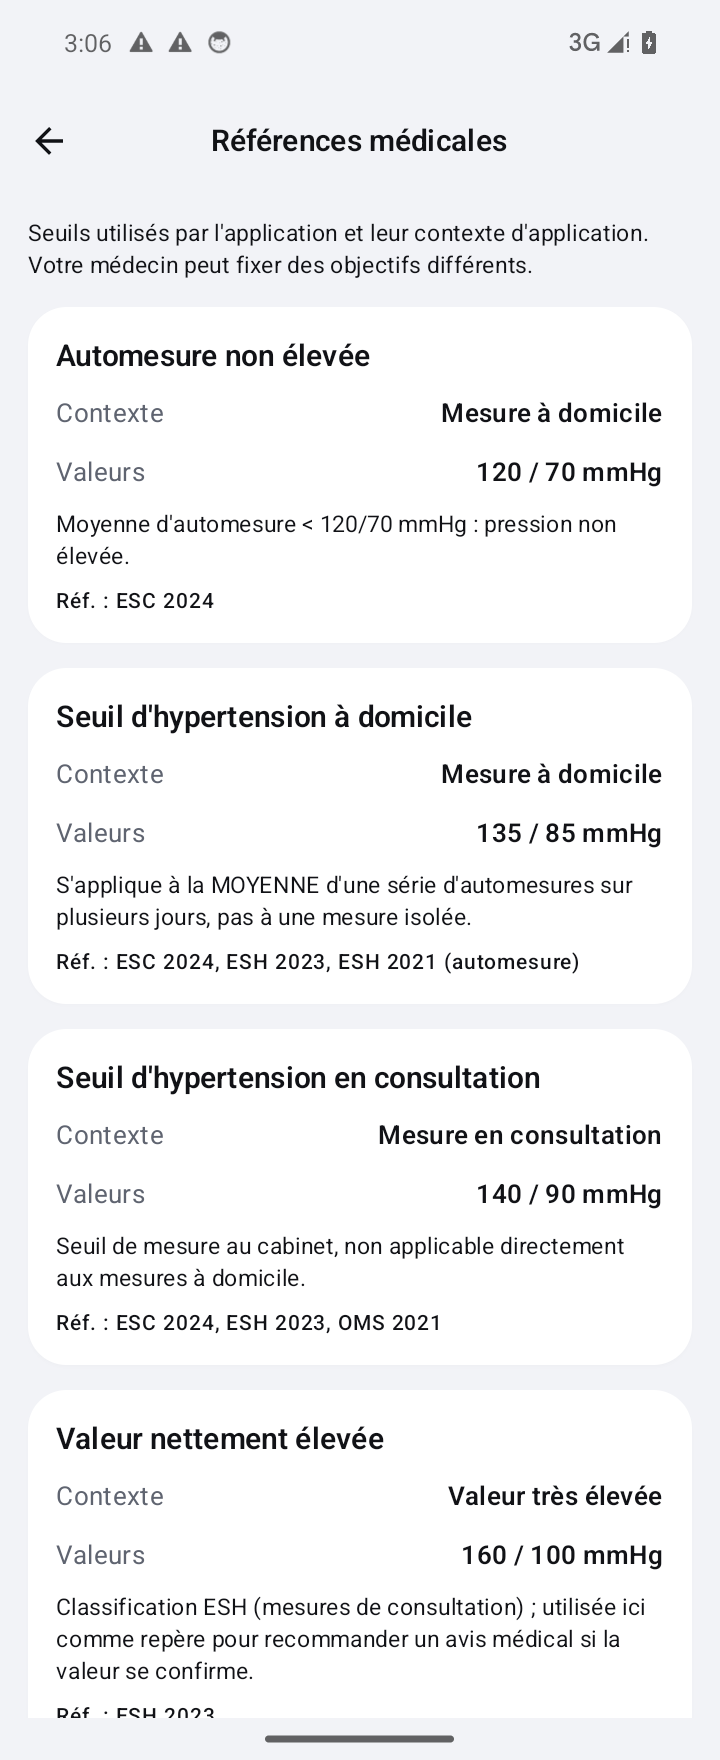 3:06
3G
Références médicales
Seuils utilisés par l'application et leur contexte d'application.
Votre médecin peut fixer des objectifs différents.
Automesure non élevée
Contexte Mesure à domicile
Valeurs 120 / 70 mmHg
Moyenne d'automesure < 120/70 mmHg : pression non
élevée.
Réf. : ESC 2024
Seuil d'hypertension à domicile
Contexte Mesure à domicile
Valeurs 135 / 85 mmHg
S'applique à la MOYENNE d'une série d'automesures sur
plusieurs jours, pas à une mesure isolée.
Réf. : ESC 2024, ESH 2023, ESH 2021 (automesure)
Seuil d'hypertension en consultation
Contexte Mesure en consultation
Valeurs 140 / 90 mmHg
Seuil de mesure au cabinet, non applicable directement
aux mesures à domicile.
Réf. : ESC 2024, ESH 2023, OMS 2021
Valeur nettement élevée
Contexte Valeur très élevée
Valeurs 160 / 100 mmHg
Classification ESH (mesures de consultation) ; utilisée ici
comme repère pour recommander un avis médical si la
valeur se confirme.
Réf. : ESH 2023